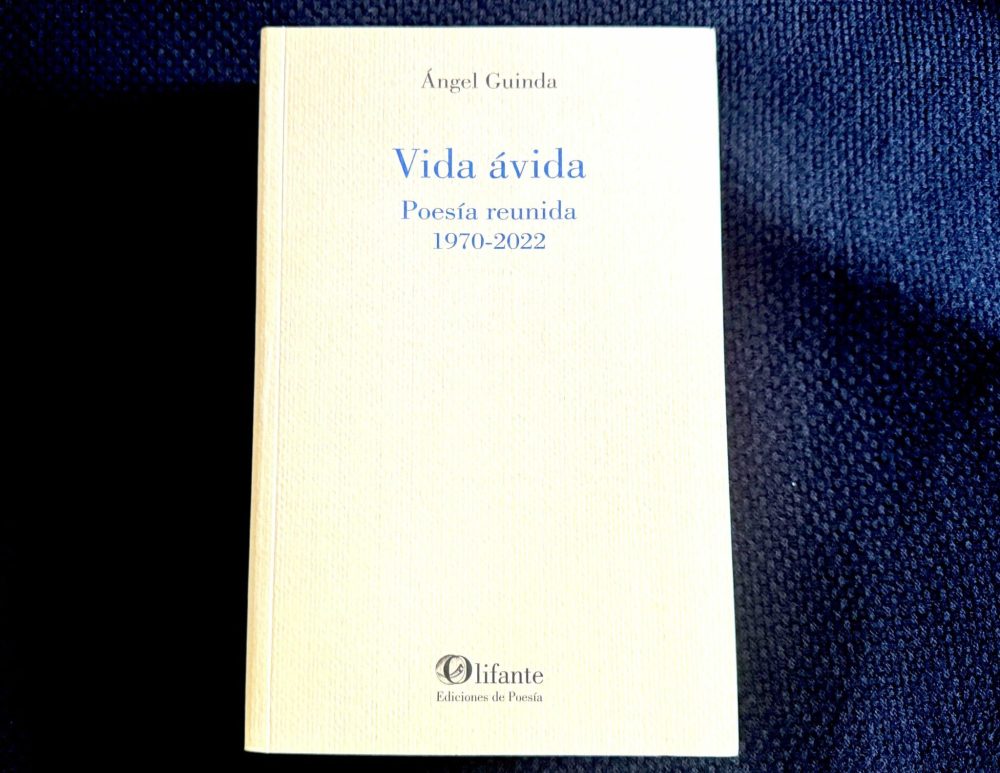 Ángel Guinda
Vida ávida
Poesía reunida
1970-2022
Olifante
Ediciones de Poesía